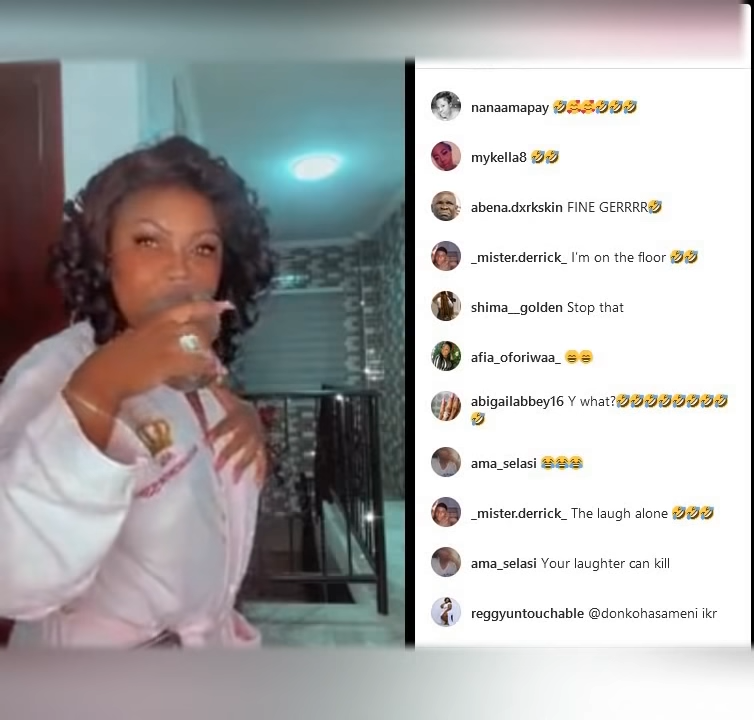 nanaamapay 🤣🥰🥰🤣🤣🤣
mykella8 🤣🤣
abena.dxrkskin FINE GERRRR🤣
_mister.derrick_ I'm on the floor 🤣🤣
shima__golden Stop that
afia_oforiwaa_ 😄😄
abigailabbey16 Y what?🤣🤣🤣🤣🤣🤣🤣🤣
🤣
ama_selasi 😂😂😂
_mister.derrick_ The laugh alone 🤣🤣🤣
ama_selasi Your laughter can kill
reggyuntouchable @donkohasameni ikr